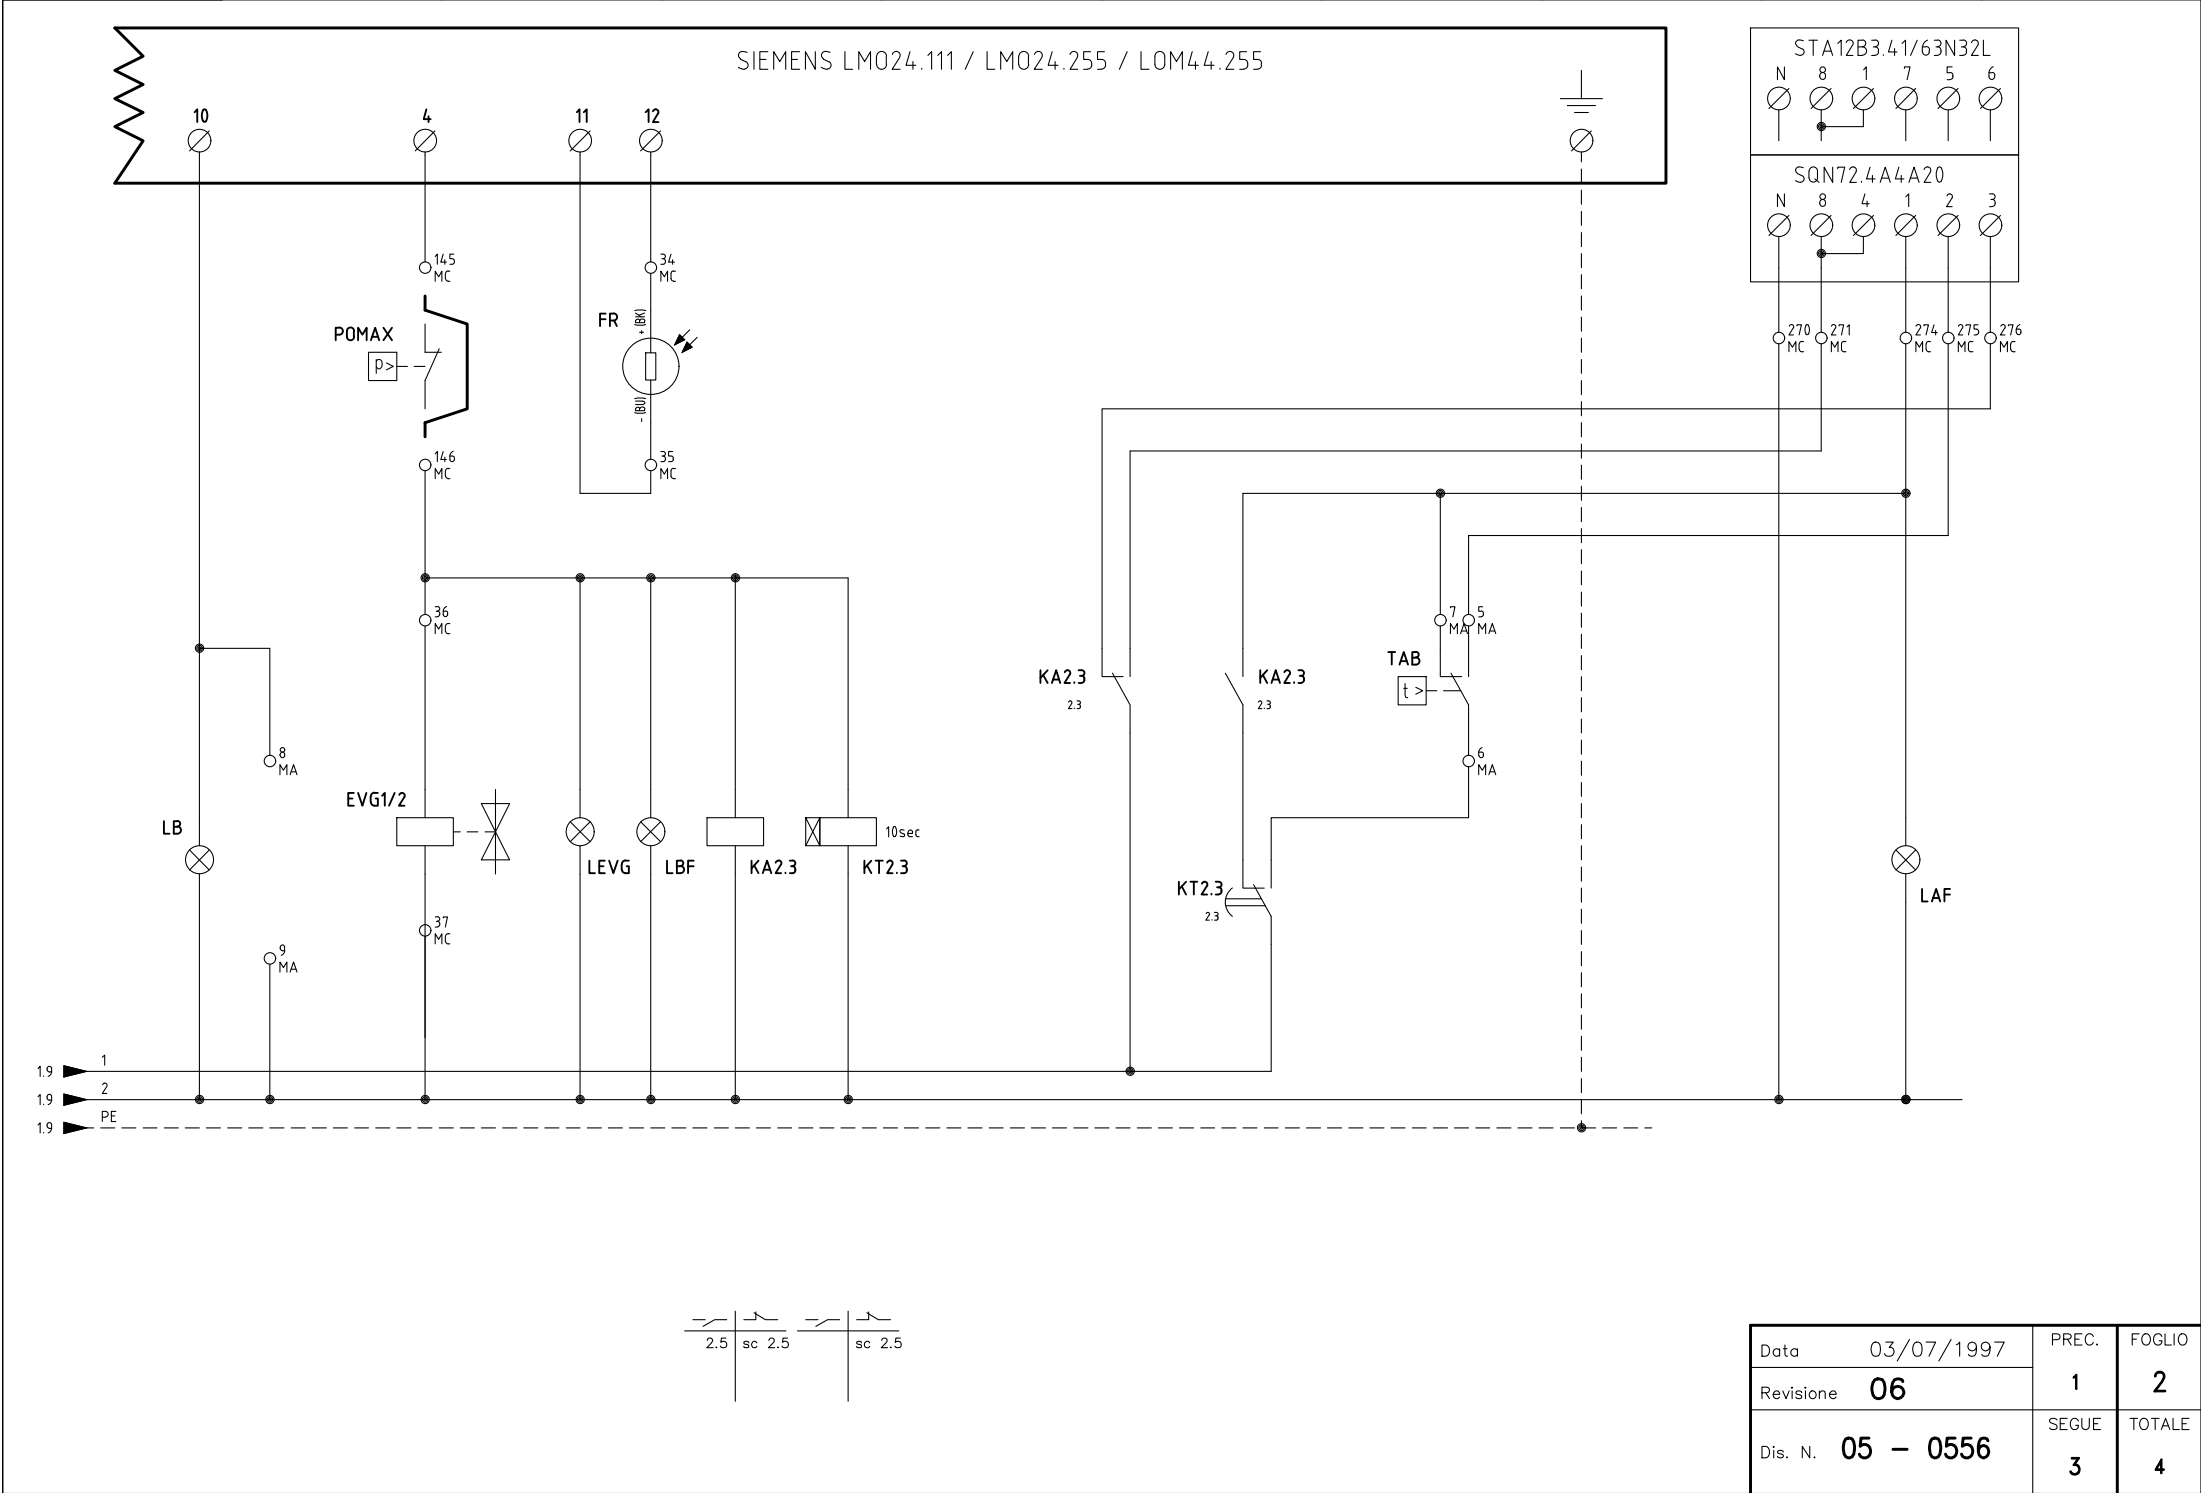 SIEMENS LMO24.111 / LMO24.255 / LOM44.255
10
4
11
12
STA12B3.41/63N32L
N 8 1 7 5 6
SQN72.4A4A20
N 8 4 1 2 3
145
MC
34
MC
FR
+ (BK)
- (BU)
POMAX
p>
146
MC
35
MC
270
MC
271
MC
274
MC
275
MC
276
MC
36
MC
7
MA
5
MA
KA2.3
2.3
KA2.3
2.3
TAB
t >
8
MA
6
MA
EVG1/2
LB
10sec
LEVG
LBF
KA2.3
KT2.3
KT2.3
2.3
LAF
37
MC
9
MA
1.9 1
1.9 2
1.9 PE
2.5 sc 2.5
sc 2.5
Data 03/07/1997
Revisione 06
Dis. N. 05 - 0556
PREC.
1
FOGLIO
2
SEGUE
3
TOTALE
4